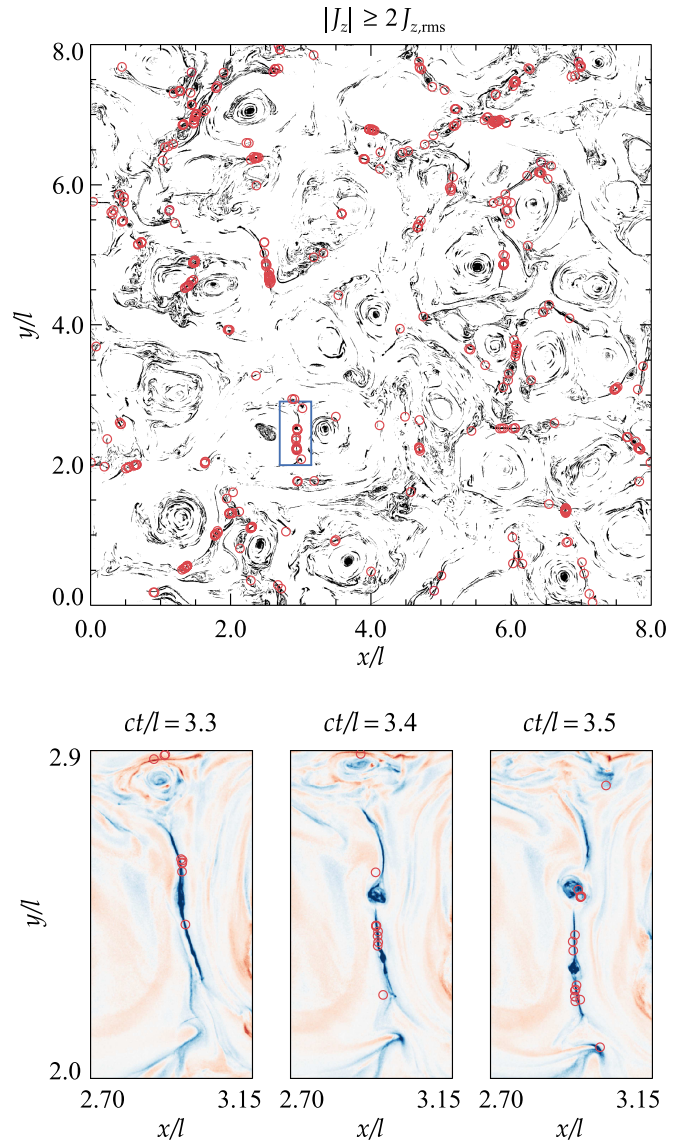 |J_z| ≥ 2 J_{z,rms}
8.0
6.0
y/l
4.0
2.0
0.0
0.0 2.0 4.0 6.0 8.0
x/l
ct/l = 3.3 ct/l = 3.4 ct/l = 3.5
2.9
y/l
2.0
2.70 3.15 2.70 3.15 2.70 3.15
x/l x/l x/l